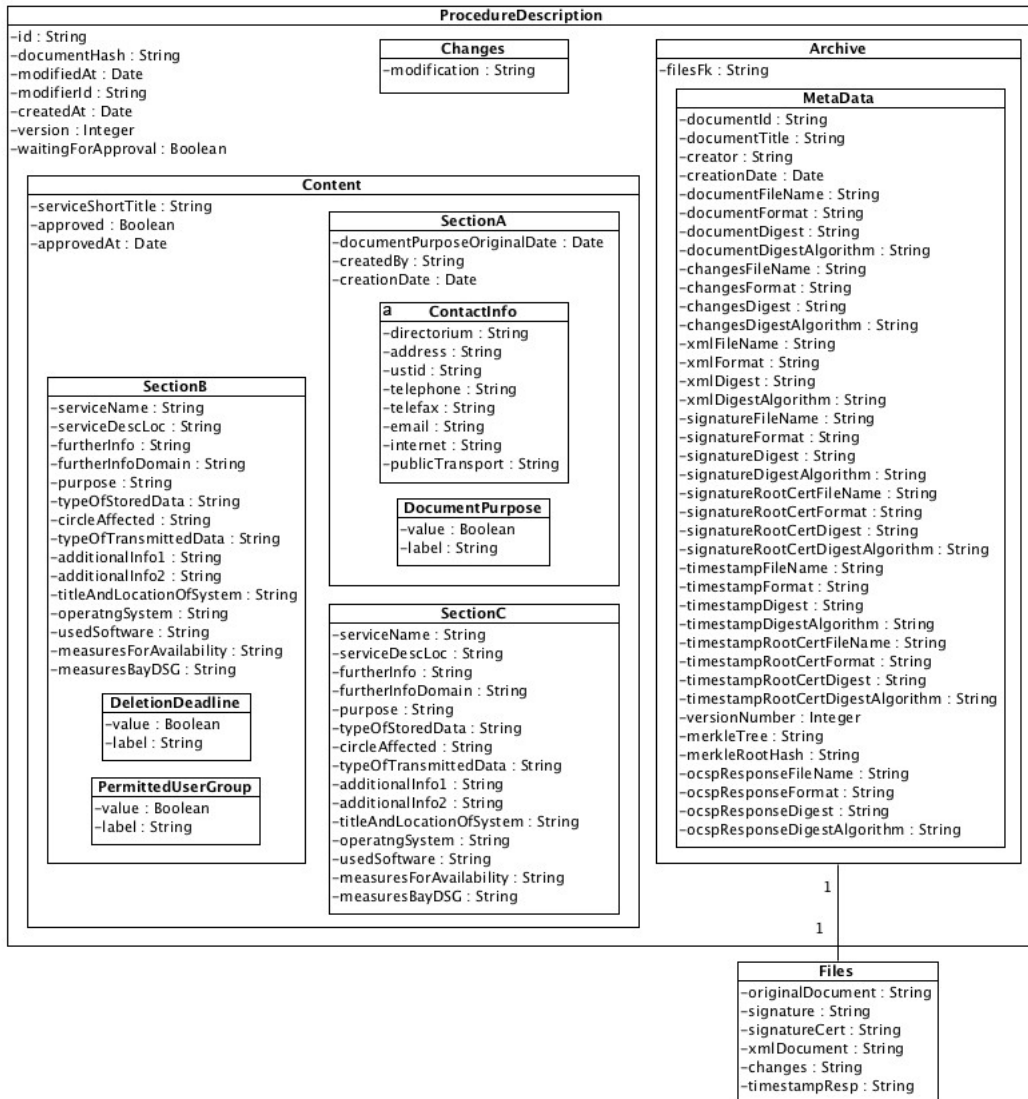 ProcedureDescription
-id : String
-documentHash : String
-modifiedAt : Date
-modifierId : String
-createdAt : Date
-version : Integer
-waitingForApproval : Boolean
Changes
-modification : String
Content
-serviceShortTitle : String
-approved : Boolean
-approvedAt : Date
SectionA
-documentPurposeOriginalDate : Date
-createdBy : String
-creationDate : Date
a ContactInfo
-directorium : String
-address : String
-ustid : String
-telephone : String
-telefax : String
-email : String
-internet : String
-publicTransport : String
DocumentPurpose
-value : Boolean
-label : String
SectionB
-serviceName : String
-serviceDescLoc : String
-furtherInfo : String
-furtherInfoDomain : String
-purpose : String
-typeOfStoredData : String
-circleAffected : String
-typeOfTransmittedData : String
-additionalInfo1 : String
-additionalInfo2 : String
-titleAndLocationOfSystem : String
-operatngSystem : String
-usedSoftware : String
-measuresForAvailability : String
-measuresBayDSG : String
DeletionDeadline
-value : Boolean
-label : String
PermittedUserGroup
-value : Boolean
-label : String
SectionC
-serviceName : String
-serviceDescLoc : String
-furtherInfo : String
-furtherInfoDomain : String
-purpose : String
-typeOfStoredData : String
-circleAffected : String
-typeOfTransmittedData : String
-additionalInfo1 : String
-additionalInfo2 : String
-titleAndLocationOfSystem : String
-operatngSystem : String
-usedSoftware : String
-measuresForAvailability : String
-measuresBayDSG : String
Archive
-filesFk : String
MetaData
-documentId : String
-documentTitle : String
-creator : String
-creationDate : Date
-documentFileName : String
-documentFormat : String
-documentDigest : String
-documentDigestAlgorithm : String
-changesFileName : String
-changesFormat : String
-changesDigest : String
-changesDigestAlgorithm : String
-xmlFileName : String
-xmlFormat : String
-xmlDigest : String
-xmlDigestAlgorithm : String
-signatureFileName : String
-signatureFormat : String
-signatureDigest : String
-signatureDigestAlgorithm : String
-signatureRootCertFileName : String
-signatureRootCertFormat : String
-signatureRootCertDigest : String
-signatureRootCertDigestAlgorithm : String
-timestampFileName : String
-timestampFormat : String
-timestampDigest : String
-timestampDigestAlgorithm : String
-timestampRootCertFileName : String
-timestampRootCertFormat : String
-timestampRootCertDigest : String
-timestampRootCertDigestAlgorithm : String
-versionNumber : Integer
-merkleTree : String
-merkleRootHash : String
-ocspResponseFileName : String
-ocspResponseFormat : String
-ocspResponseDigest : String
-ocspResponseDigestAlgorithm : String
1
1
Files
-originalDocument : String
-signature : String
-signatureCert : String
-xmlDocument : String
-changes : String
-timestampResp : String